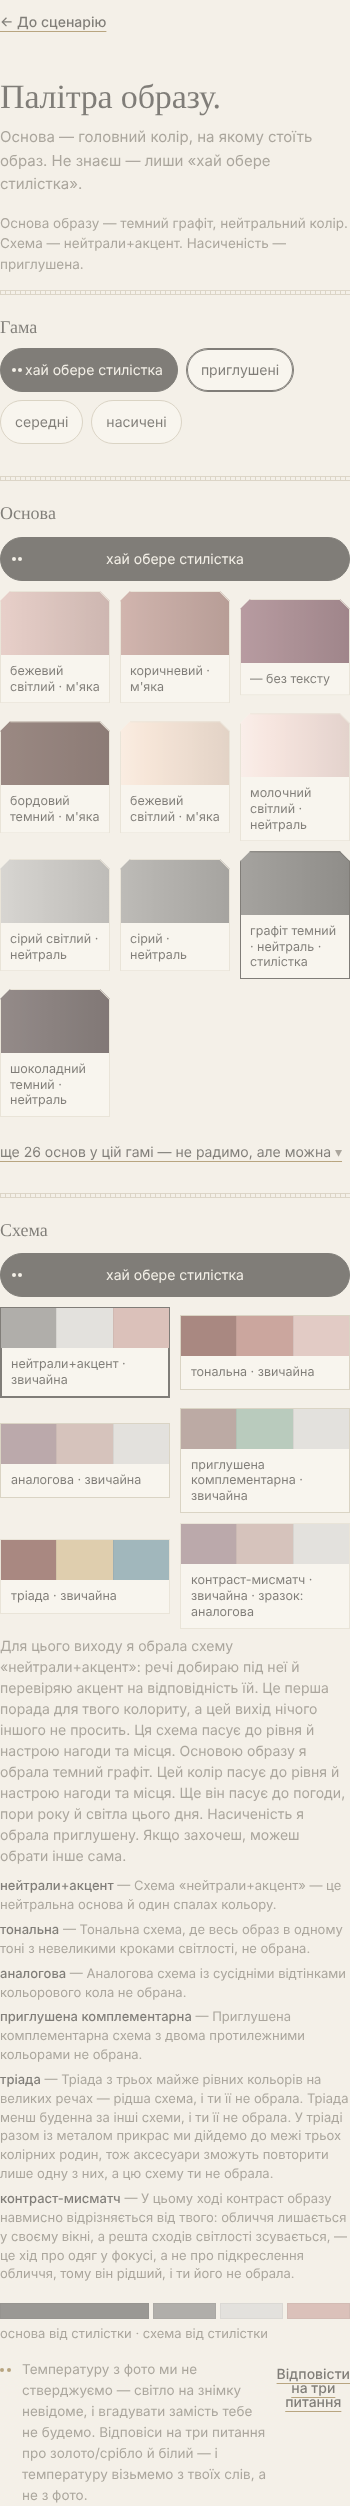 ← До сценарію
Палітра образу.
Основа — головний колір, на якому стоїть
образ. Не знаєш — лиши «хай обере
стилістка».
Основа образу — темний графіт, нейтральний колір.
Схема — нейтрали+акцент. Насиченість —
приглушена.
Гама
хай обере стилістка
приглушені
середні
насичені
Основа
хай обере стилістка
бежевий
світлий · м'яка
коричневий ·
м'яка
— без тексту
бордовий
темний · м'яка
бежевий
світлий · м'яка
молочний
світлий ·
нейтраль
сірий світлий ·
нейтраль
сірий ·
нейтраль
графіт темний
· нейтраль ·
стилістка
шоколадний
темний ·
нейтраль
ще 26 основ у цій гамі — не радимо, але можна ▾
Схема
хай обере стилістка
нейтрали+акцент ·
звичайна
тональна · звичайна
аналогова · звичайна
приглушена
комплементарна ·
звичайна
тріада · звичайна
контраст-мисматч ·
звичайна · зразок:
аналогова
Для цього виходу я обрала схему
«нейтрали+акцент»: речі добираю під неї й
перевіряю акцент на відповідність їй. Це перша
порада для твого колориту, а цей вихід нічого
іншого не просить. Ця схема пасує до рівня й
настрою нагоди та місця. Основою образу я
обрала темний графіт. Цей колір пасує до рівня й
настрою нагоди та місця. Ще він пасує до погоди,
пори року й світла цього дня. Насиченість я
обрала приглушену. Якщо захочеш, можеш
обрати інше сама.
нейтрали+акцент — Схема «нейтрали+акцент» — це
нейтральна основа й один спалах кольору.
тональна — Тональна схема, де весь образ в одному
тоні з невеликими кроками світлості, не обрана.
аналогова — Аналогова схема із сусідніми відтінками
кольорового кола не обрана.
приглушена комплементарна — Приглушена
комплементарна схема з двома протилежними
кольорами не обрана.
тріада — Тріада з трьох майже рівних кольорів на
великих речах — рідша схема, і ти її не обрала. Тріада
менш буденна за інші схеми, і ти її не обрала. У тріаді
разом із металом прикрас ми дійдемо до межі трьох
колірних родин, тож аксесуари зможуть повторити
лише одну з них, а цю схему ти не обрала.
контраст-мисматч — У цьому ході контраст образу
навмисно відрізняється від твого: обличчя лишається
у своєму вікні, а решта сходів світлості зсувається, —
це хід про одяг у фокусі, а не про підкреслення
обличчя, тому він рідший, і ти його не обрала.
основа від стилістки · схема від стилістки
Температуру з фото ми не
стверджуємо — світло на знімку
невідоме, і вгадувати замість тебе
не будемо. Відповіси на три питання
про золото/срібло й білий — і
температуру візьмемо з твоїх слів, а
не з фото.
Відповісти
на три
питання